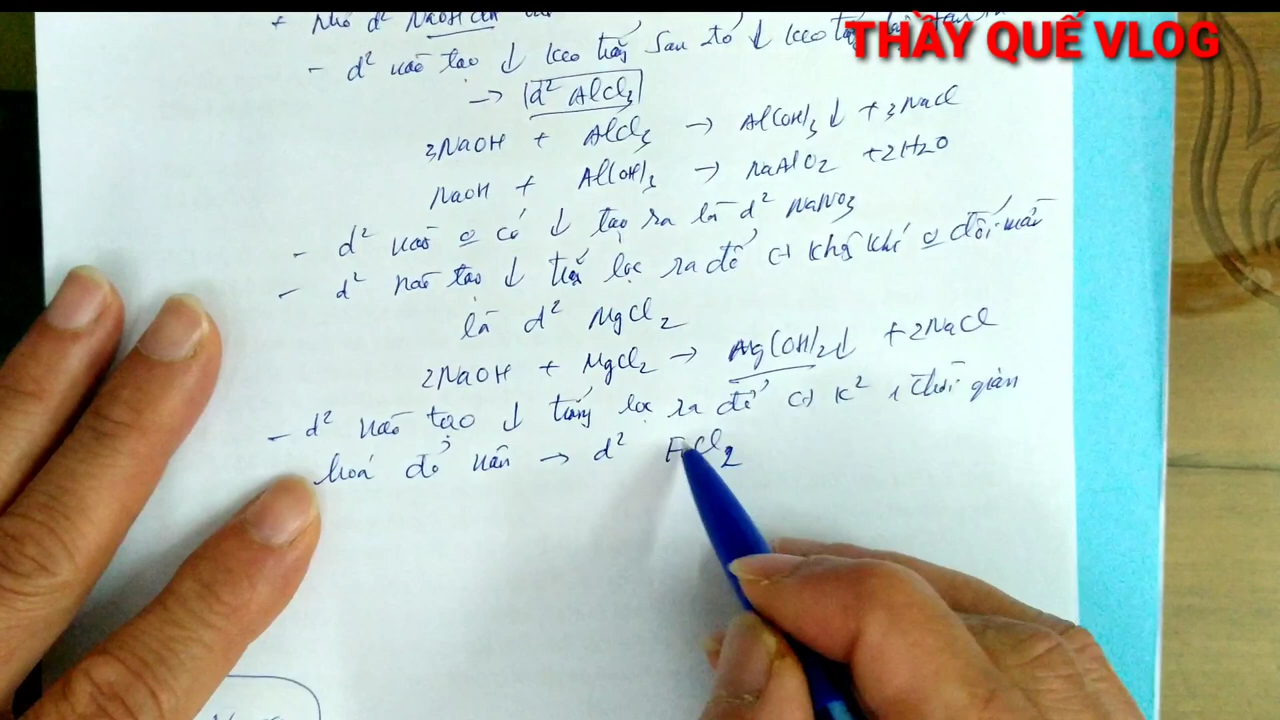 + Nhỏ d² NaOH
THẦY QUẾ VLOG
- d² nào tạo ↓ keo trắng sau đó ↓ keo
→ d² AlCl₃
3NaOH + AlCl₃ → Al(OH)₃↓ + 3NaCl
NaOH + Al(OH)₃ → NaAlO₂ + 2H₂O
- d² nào o có ↓ tạo ra là d² NaNO₃
- d² nào tạo ↓ trắng lọc ra để khí o đổi màu
là d² MgCl₂
2NaOH + MgCl₂ → Mg(OH)₂↓ + 2NaCl
- d² nào tạo ↓ trắng lọc ra để k² 1 thời gian
hoá đỏ nâu → d² FeCl₂